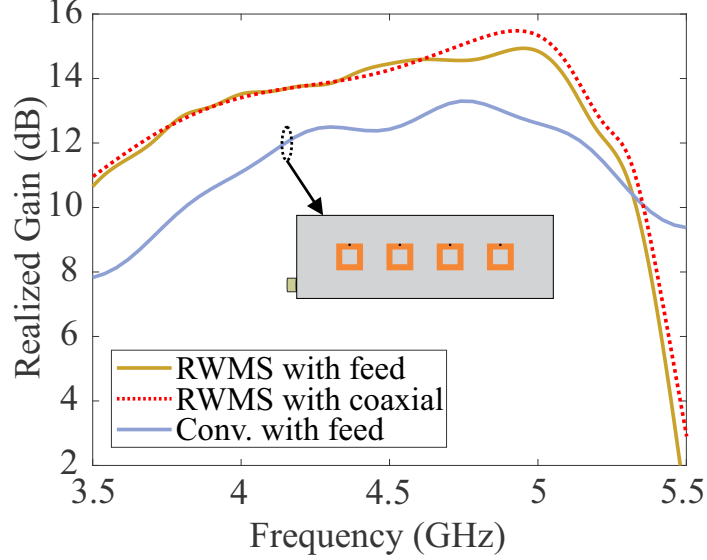 16
14
12
10
8
6
4
2
Realized Gain (dB)
RWMS with feed
RWMS with coaxial
Conv. with feed
3.5
4
4.5
5
5.5
Frequency (GHz)